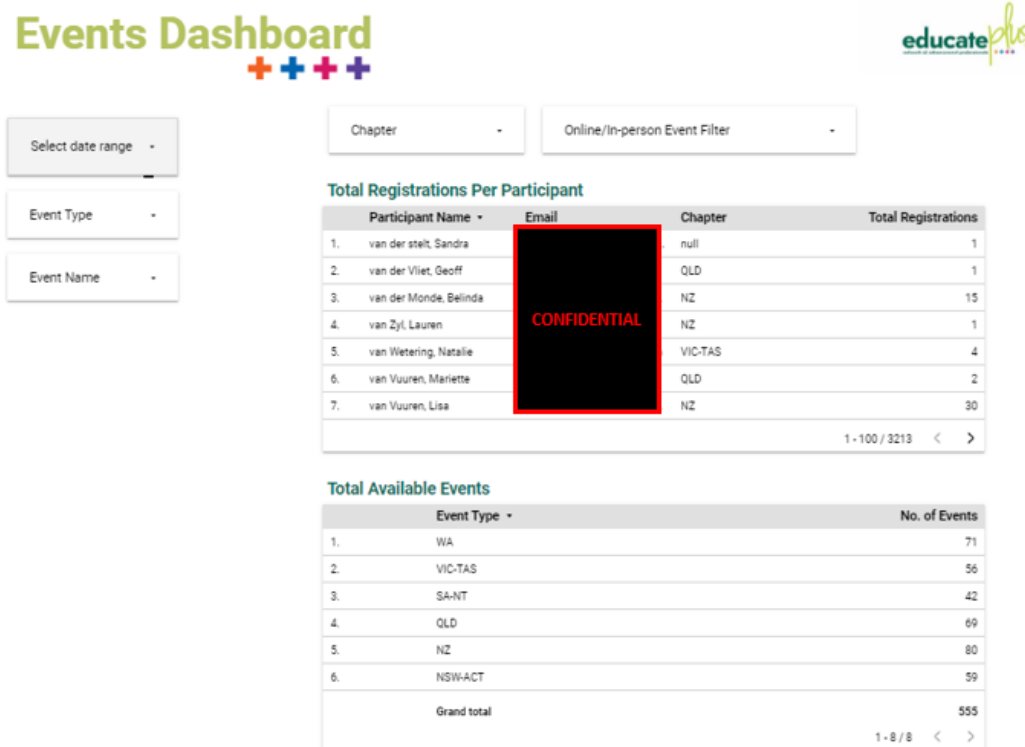 Events Dashboard
educateplus
Select date range
Event Type
Event Name
Chapter
Online/In-person Event Filter
Total Registrations Per Participant
Participant Name Email Chapter Total Registrations
1. van der stelt, Sandra null 1
2. van der Vliet, Geoff QLD 1
3. van der Monde, Belinda NZ 15
4. van Zyl, Lauren NZ 1
5. van Wetering, Natalie VIC-TAS 4
6. van Vuuren, Mariette QLD 2
7. van Vuuren, Lisa NZ 30
CONFIDENTIAL
1 - 100 / 3213 < >
Total Available Events
Event Type No. of Events
1. WA 71
2. VIC-TAS 56
3. SA-NT 42
4. QLD 69
5. NZ 80
6. NSW-ACT 59
Grand total 555
1 - 8 / 8 < >